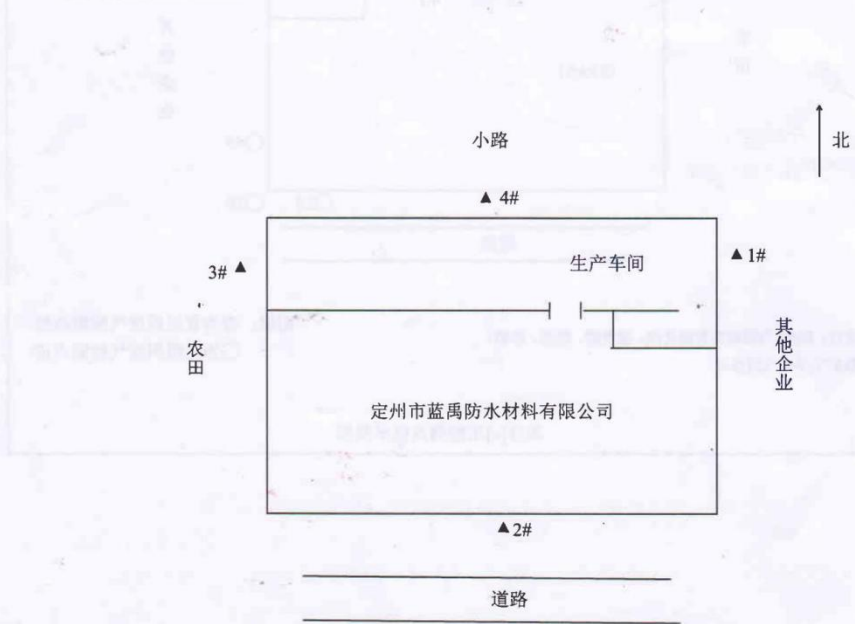 小路
北
▲ 4#
生产车间
▲ 1#
3# ▲
农田
其他企业
定州市蓝禹防水材料有限公司
▲2#
道路